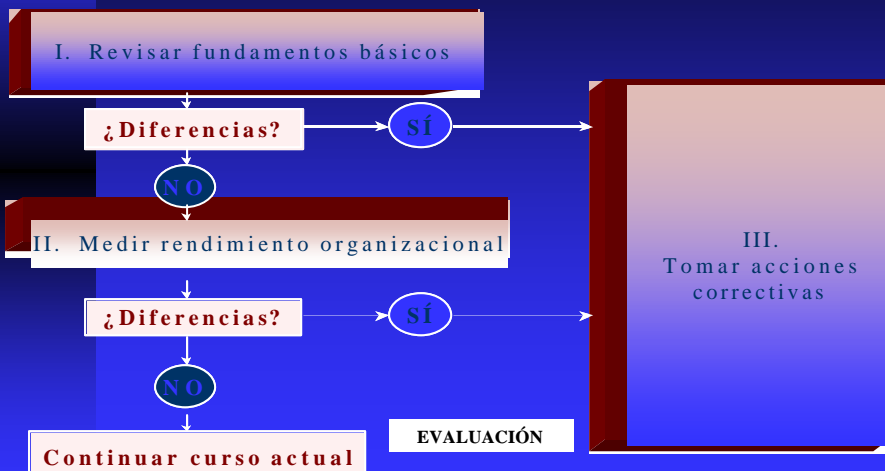 I. Revisar fundamentos básicos
¿Diferencias?
SÍ
NO
II. Medir rendimiento organizacional
III.
Tomar acciones
correctivas
¿Diferencias?
SÍ
NO
EVALUACIÓN
Continuar curso actual